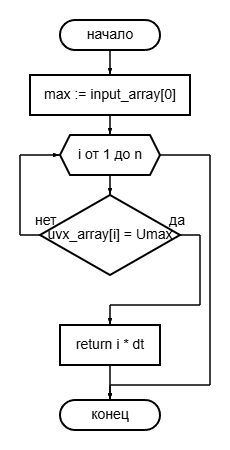 начало
max := input_array[0]
i от 1 до n
нет
да
uvx_array[i] = Umax
return i * dt
конец